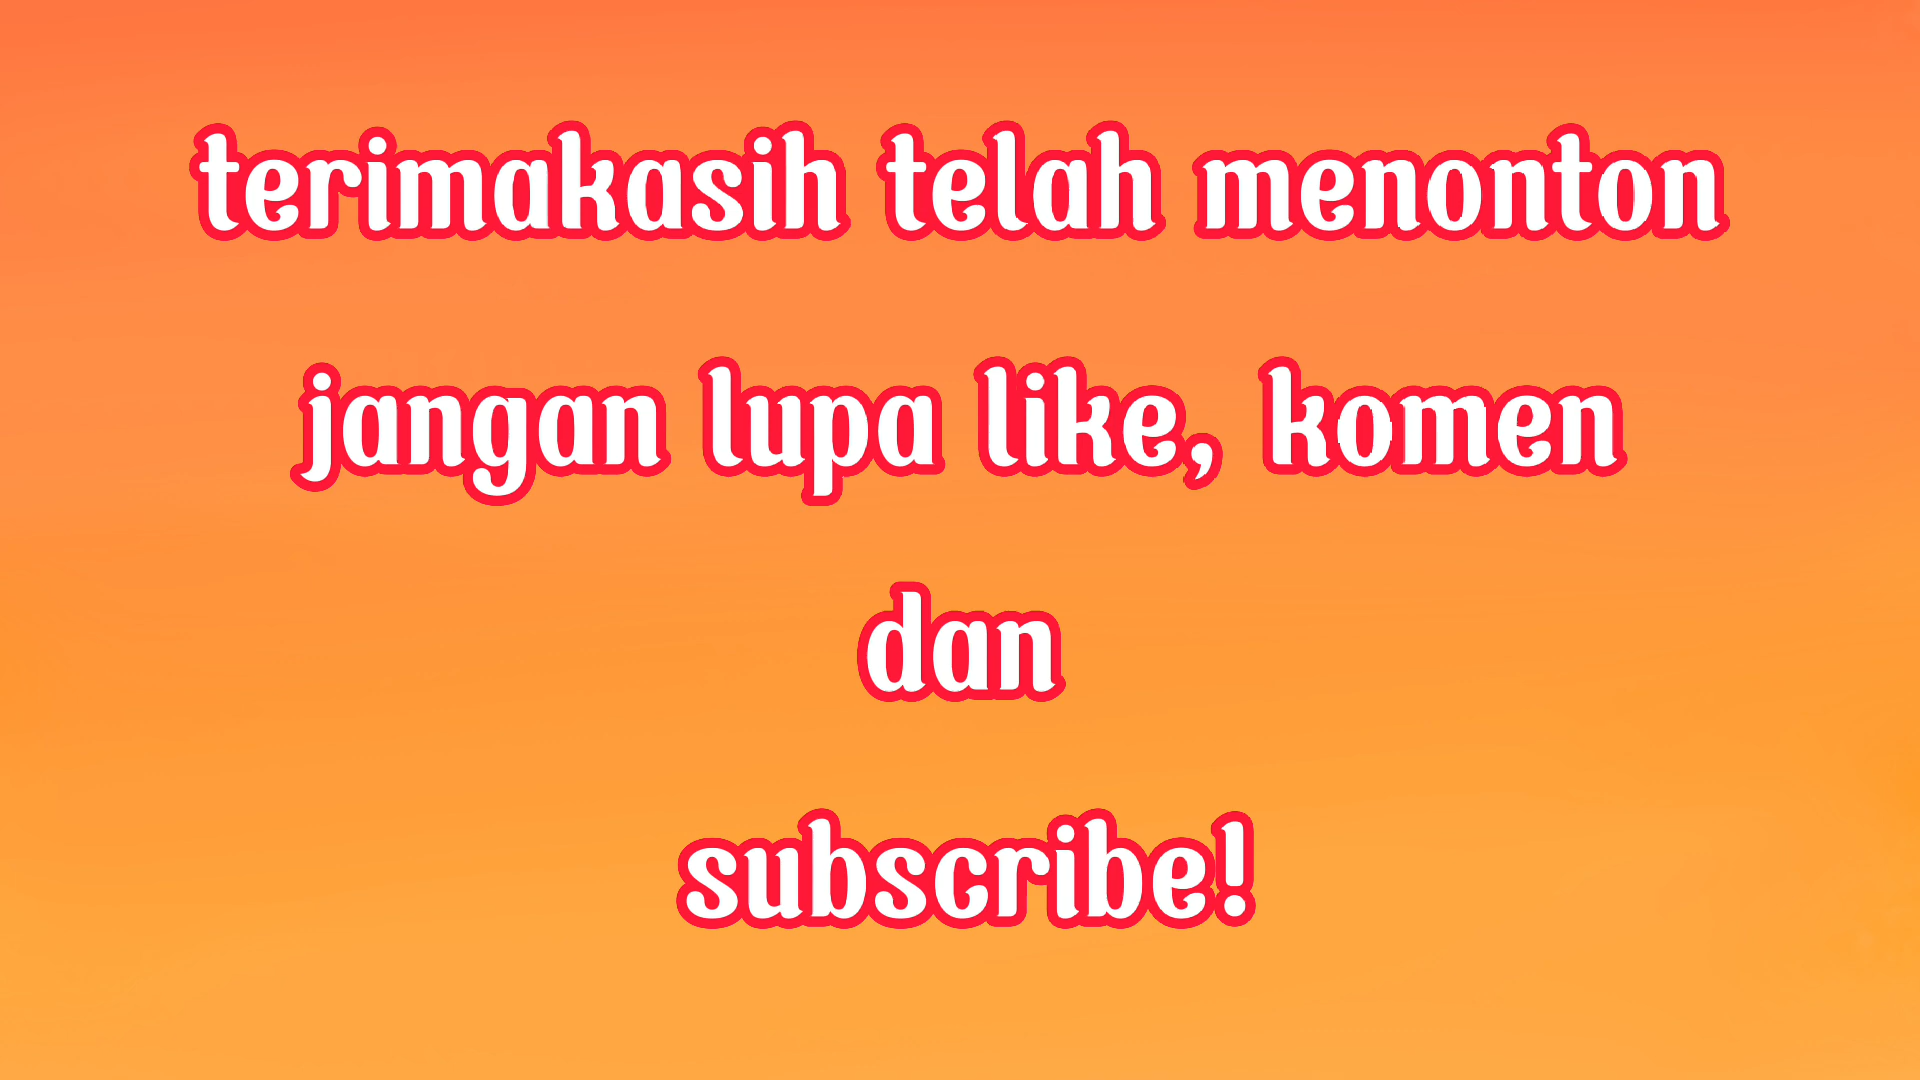 terimakasih telah menonton
jangan lupa like, komen
dan
subscribe!